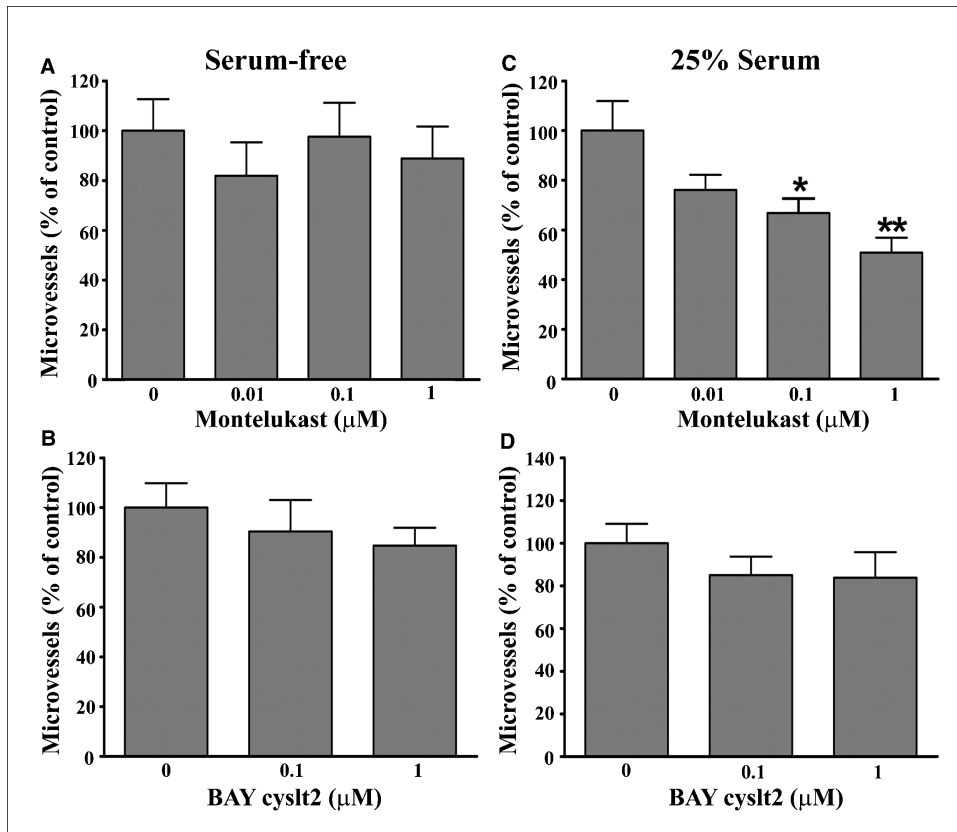 A
Serum-free
Microvessels (% of control)
120
100
80
60
40
20
0
0 0.01 0.1 1
Montelukast (μM)
C
25% Serum
Microvessels (% of control)
120
100
80
60
40
20
0
*
**
0 0.01 0.1 1
Montelukast (μM)
B
Microvessels (% of control)
120
100
80
60
40
20
0
0 0.1 1
BAY cyslt2 (μM)
D
Microvessels (% of control)
140
120
100
80
60
40
20
0
0 0.1 1
BAY cyslt2 (μM)